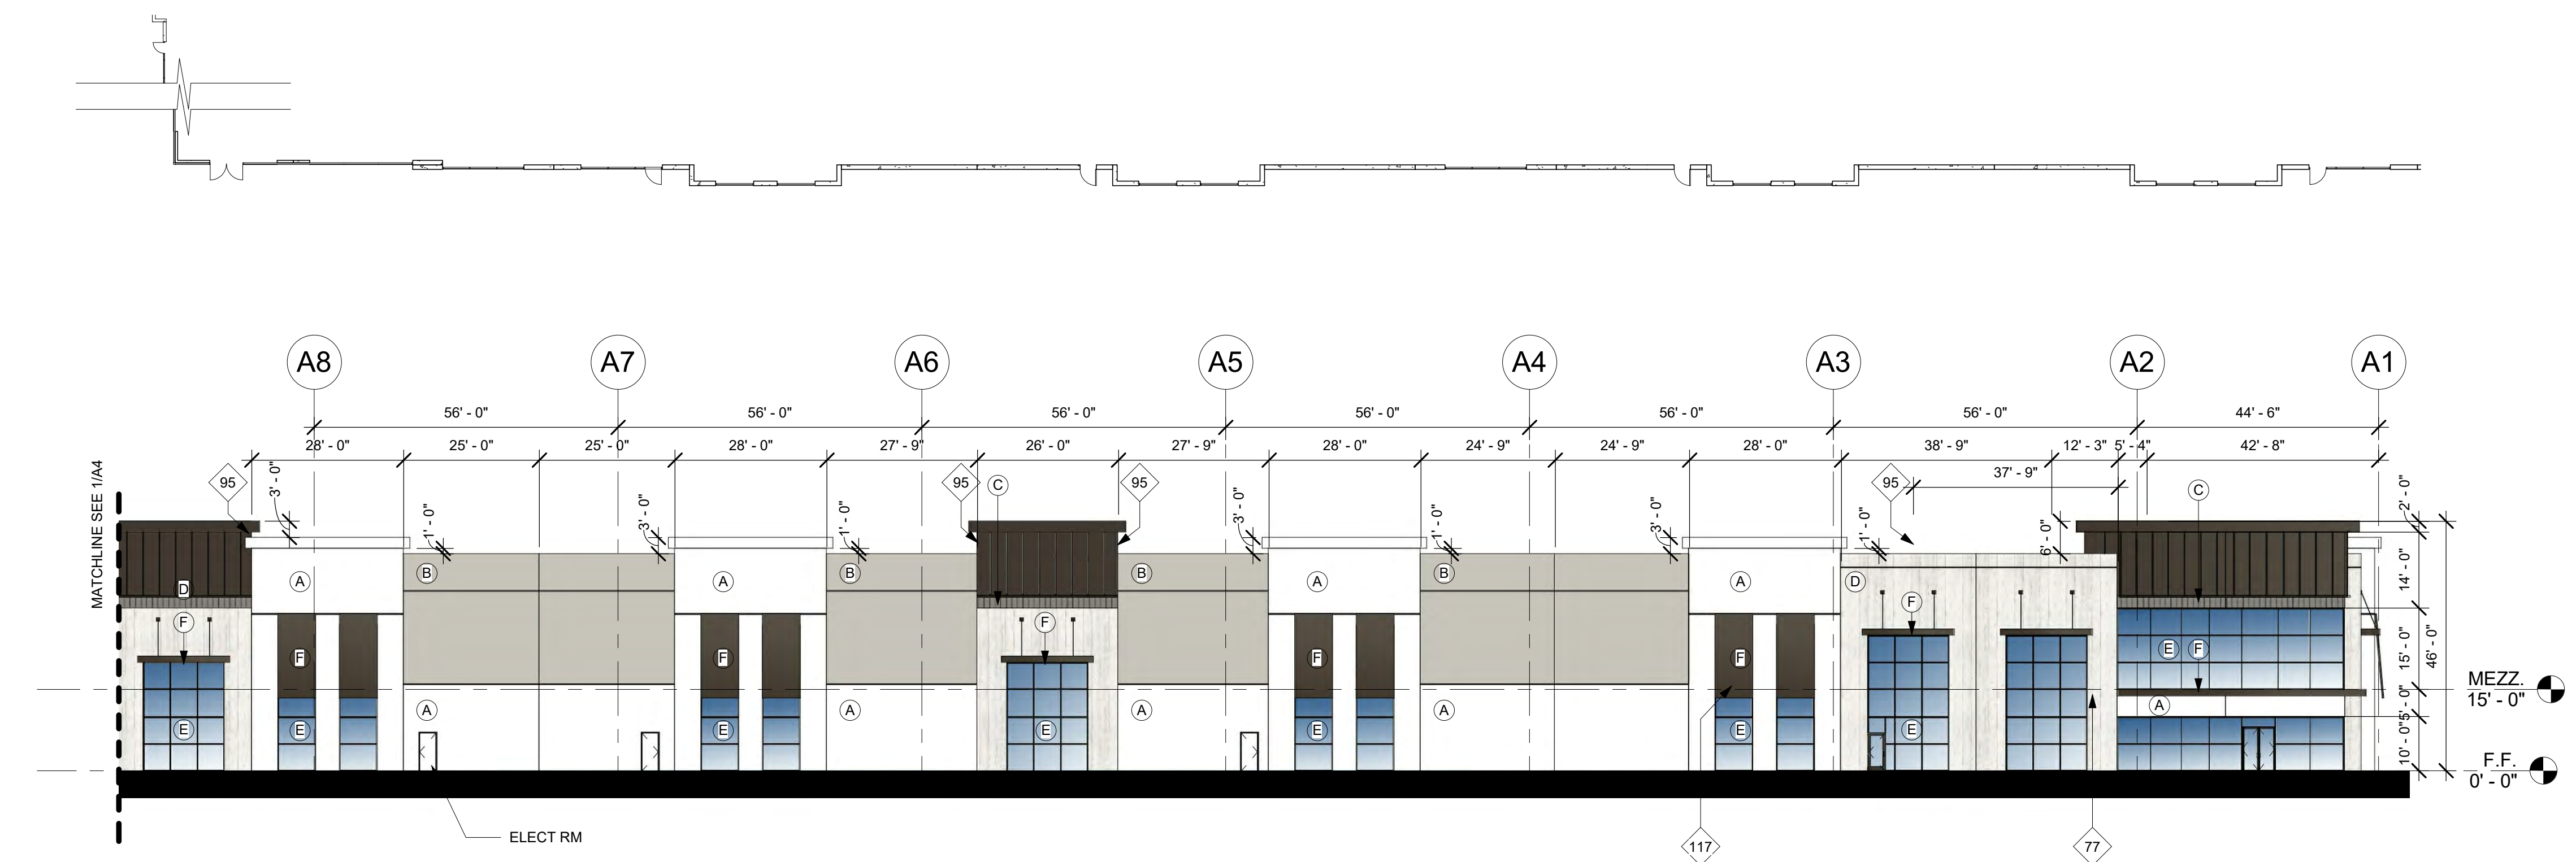 A8 A7 A6 A5 A4 A3 A2 A1
56' - 0" 56' - 0" 56' - 0" 56' - 0" 56' - 0" 56' - 0" 44' - 6"
28' - 0" 25' - 0" 25' - 0" 28' - 0" 27' - 9" 26' - 0" 27' - 9" 28' - 0" 24' - 9" 24' - 9" 28' - 0" 38' - 9" 12' - 3" 5' - 4" 42' - 8"
37' - 9"
MATCHLINE SEE 1/A4
95 95 95 95
C C
3' - 0" 1' - 0" 3' - 0" 1' - 0" 3' - 0" 1' - 0" 3' - 0" 1' - 0" 6' - 0" 2' - 0"
A B A B B A B A D
D
14' - 0"
F F F
F F F F E F
15' - 0" 46' - 0"
MEZZ.
15' - 0"
A A A A A
5' - 0"
E E E E E E E
10' - 0"
F.F.
0' - 0"
ELECT RM
117 77